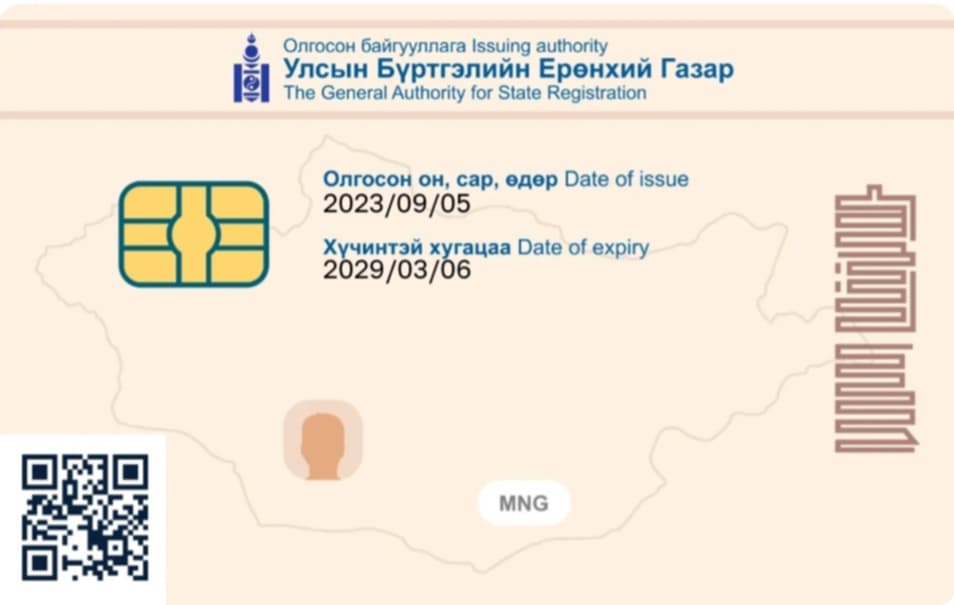 Олгосон байгууллага Issuing authority
Улсын Бүртгэлийн Ерөнхий Газар
The General Authority for State Registration
Олгосон он, сар, өдөр Date of issue
2023/09/05
Хүчинтэй хугацаа Date of expiry
2029/03/06
MNG